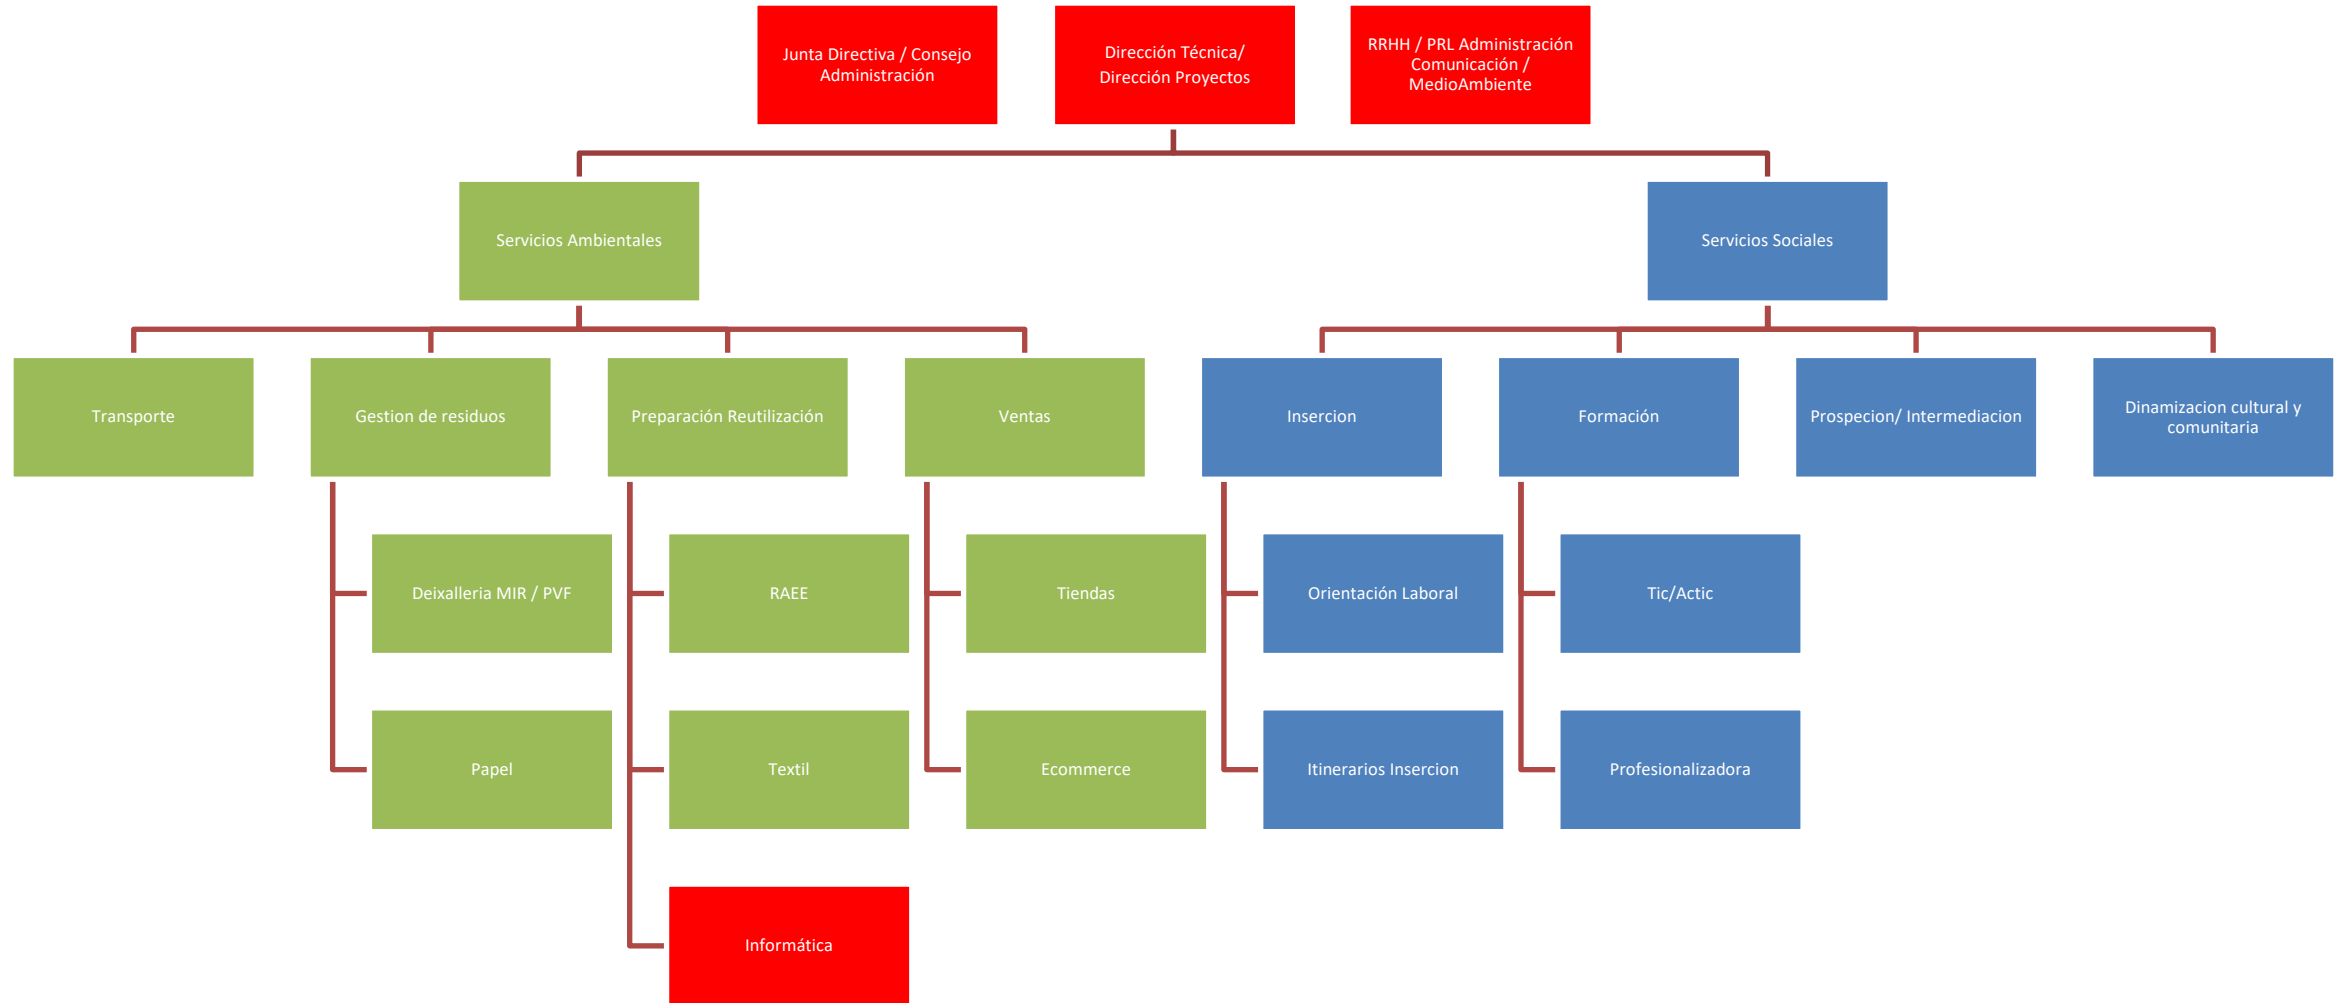 Junta Directiva / Consejo
Administración
Dirección Técnica/
Dirección Proyectos
RRHH / PRL Administración
Comunicación /
MedioAmbiente
Servicios Ambientales
Servicios Sociales
Transporte
Gestion de residuos
Preparación Reutilización
Ventas
Insercion
Formación
Prospecion/ Intermediacion
Dinamizacion cultural y
comunitaria
Deixalleria MIR / PVF
RAEE
Tiendas
Orientación Laboral
Tic/Actic
Papel
Textil
Ecommerce
Itinerarios Insercion
Profesionalizadora
Informática